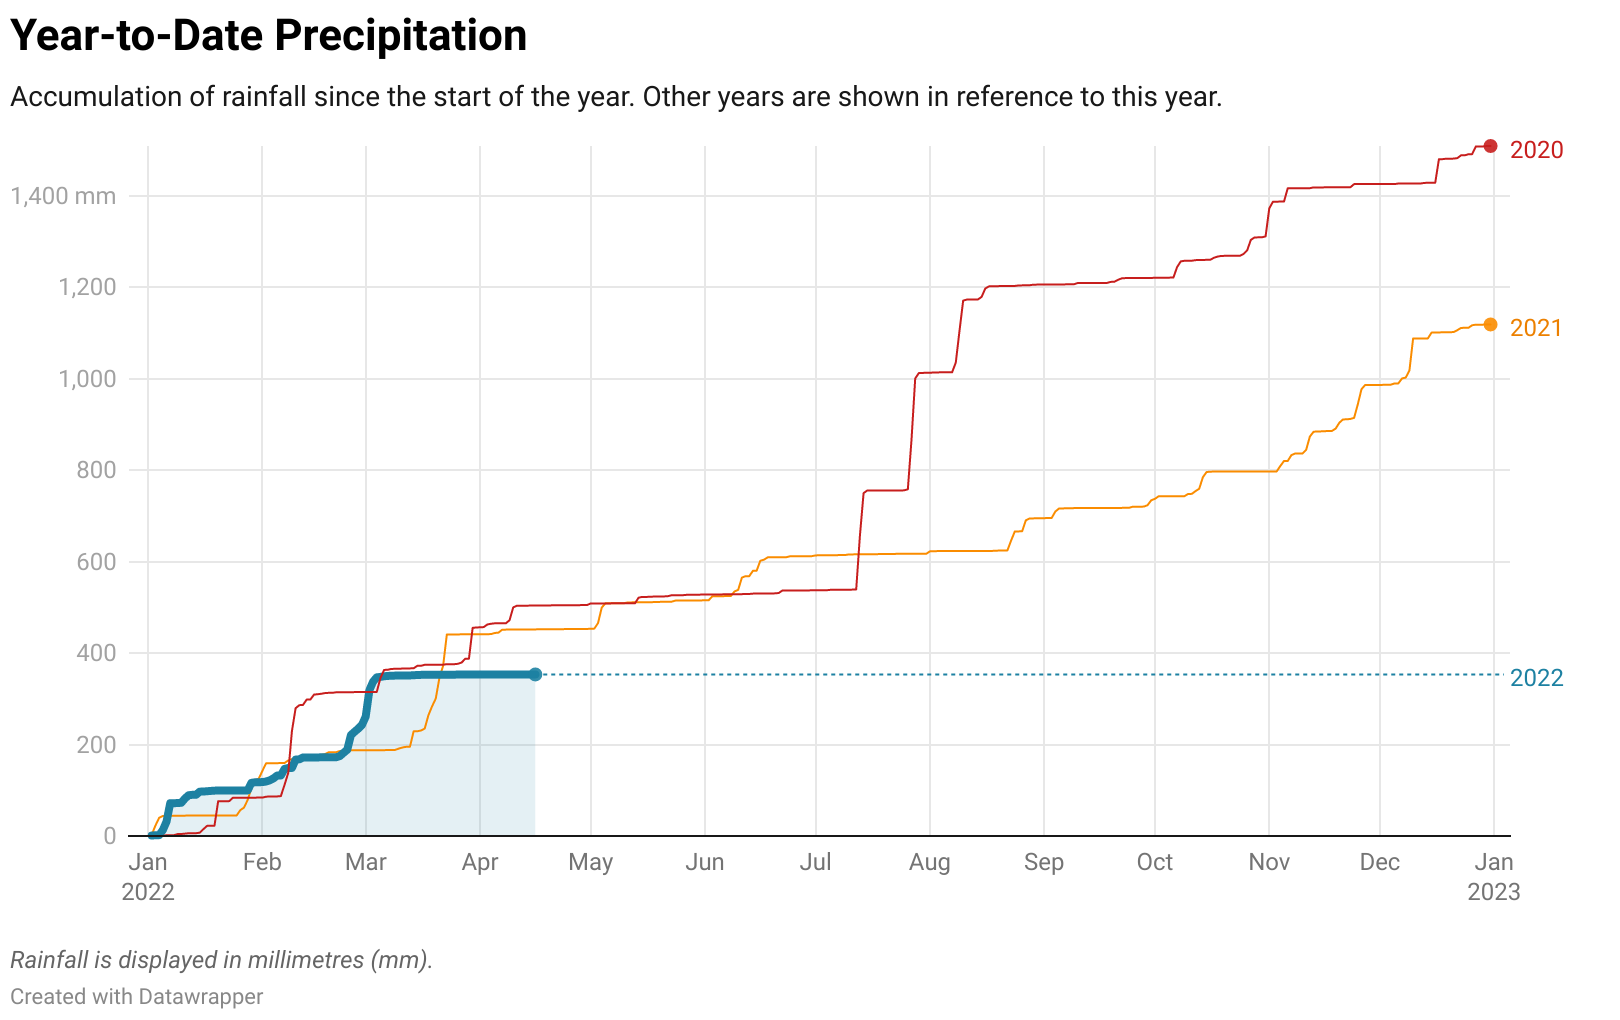 Year-to-Date Precipitation
Accumulation of rainfall since the start of the year. Other years are shown in reference to this year.
2020
1,400 mm
1,200
2021
1,000
800
600
400
2022
200
0
Jan Feb Mar Apr May Jun Jul Aug Sep Oct Nov Dec Jan
2022 2023
Rainfall is displayed in millimetres (mm).
Created with Datawrapper